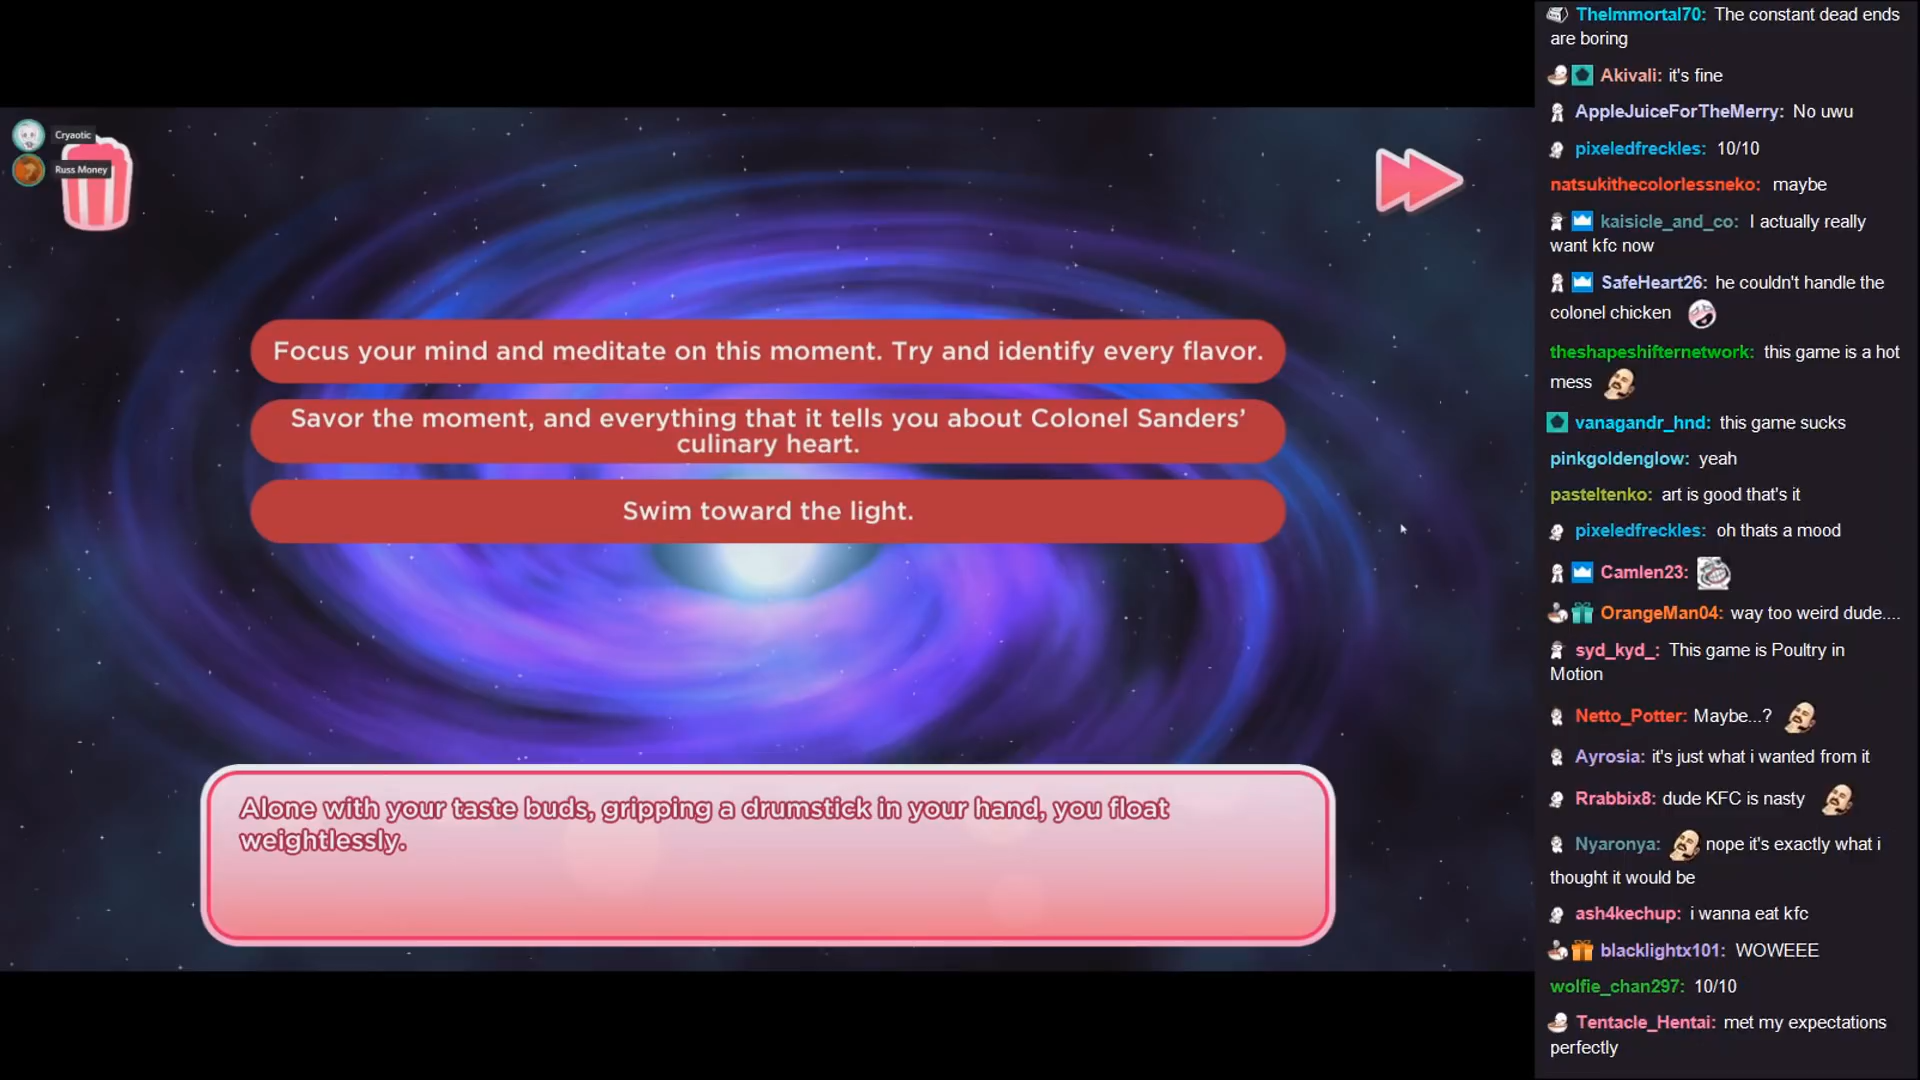 Cryaotic
Russ Money
Focus your mind and meditate on this moment. Try and identify every flavor.
Savor the moment, and everything that it tells you about Colonel Sanders’
culinary heart.
Swim toward the light.
Alone with your taste buds, gripping a drumstick in your hand, you float
weightlessly.
TheImmortal70: The constant dead ends
are boring
Akivali: it's fine
AppleJuiceForTheMerry: No uwu
pixeledfreckles: 10/10
natsukithecolorlessneko: maybe
kaisicle_and_co: I actually really
want kfc now
SafeHeart26: he couldn't handle the
colonel chicken
theshapeshifternetwork: this game is a hot
mess
vanagandr_hnd: this game sucks
pinkgoldenglow: yeah
pasteltenko: art is good that's it
pixeledfreckles: oh thats a mood
Camlen23:
OrangeMan04: way too weird dude....
syd_kyd_: This game is Poultry in
Motion
Netto_Potter: Maybe...?
Ayrosia: it's just what i wanted from it
Rrabbix8: dude KFC is nasty
Nyaronya: nope it's exactly what i
thought it would be
ash4kechup: i wanna eat kfc
blacklightx101: WOWEEE
wolfie_chan297: 10/10
Tentacle_Hentai: met my expectations
perfectly